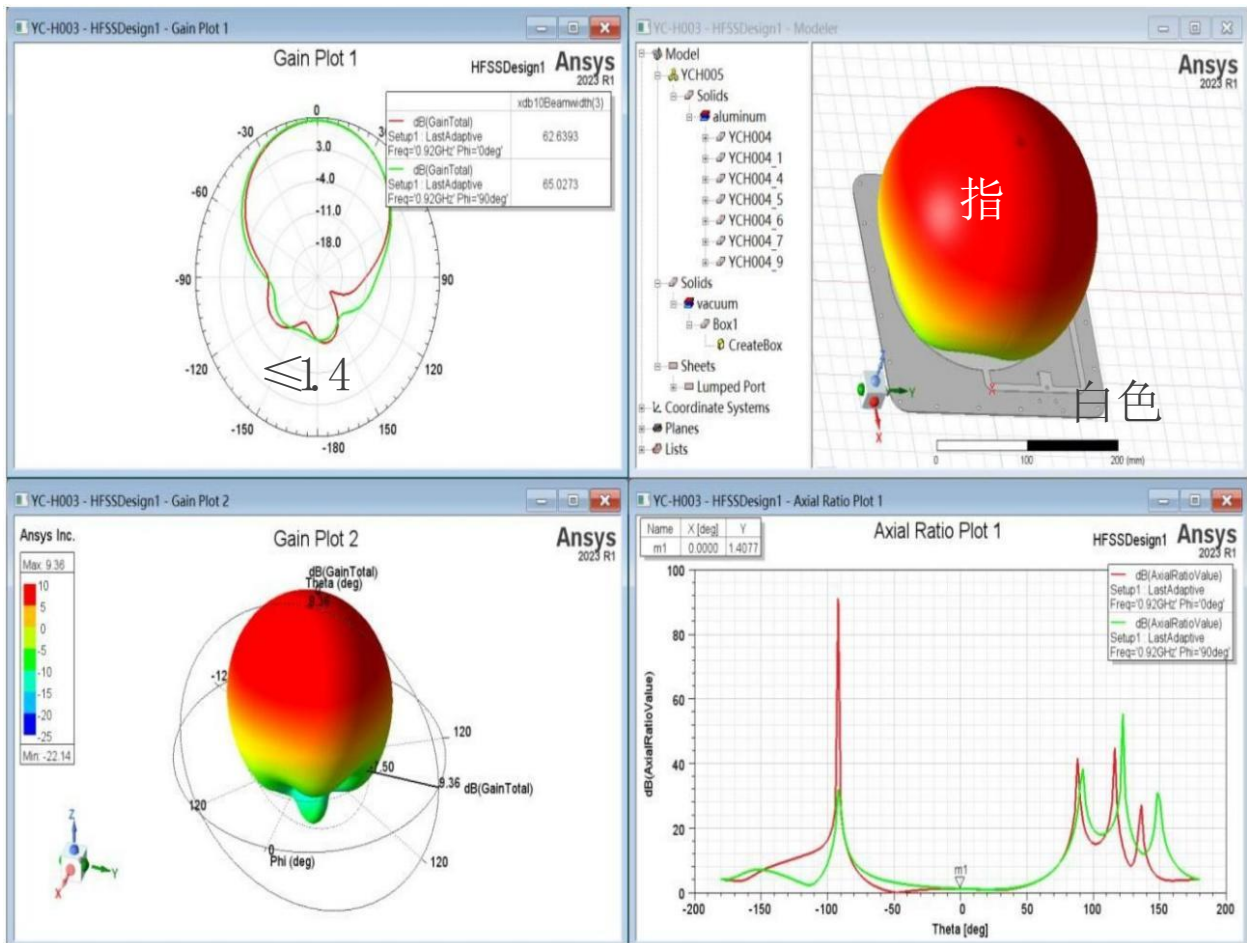 YC-H003 - HFSSDesign1 - Gain Plot 1
Gain Plot 1
HFSSDesign1
Ansys
2023 R1
xdb10Beamwidth(3)
dB(GainTotal)
Setup1 : LastAdaptive
Freq='0.92GHz' Phi='0deg'
62.6393
dB(GainTotal)
Setup1 : LastAdaptive
Freq='0.92GHz' Phi='90deg'
65.0273
0
-30
-60
-90
-120
-150
-180
150
120
90
3.0
-4.0
-11.0
-18.0
≤1.4
YC-H003 - HFSSDesign1 - Modeler
Model
YCH005
Solids
aluminum
YCH004
YCH004_1
YCH004_4
YCH004_5
YCH004_6
YCH004_7
YCH004_9
Solids
vacuum
Box1
CreateBox
Sheets
Lumped Port
Coordinate Systems
Planes
Lists
Ansys
2023 R1
指
白色
Z
Y
X
0 100 200 (mm)
YC-H003 - HFSSDesign1 - Gain Plot 2
Ansys Inc.
Gain Plot 2
Ansys
2023 R1
Max: 9.36
10
5
0
-5
-10
-15
-20
-25
Min: -22.14
dB(GainTotal)
Theta (deg)
9.36
-12
120
-7.50
9.36 dB(GainTotal)
120
0
Phi (deg)
120
Z
Y
X
YC-H003 - HFSSDesign1 - Axial Ratio Plot 1
Name X [deg] Y
m1 0.0000 1.4077
Axial Ratio Plot 1
HFSSDesign1
Ansys
2023 R1
dB(AxialRatioValue)
Setup1 : LastAdaptive
Freq='0.92GHz' Phi='0deg'
dB(AxialRatioValue)
Setup1 : LastAdaptive
Freq='0.92GHz' Phi='90deg'
dB(AxialRatioValue)
100
80
60
40
20
0
m1
-200 -150 -100 -50 0 50 100 150 200
Theta [deg]